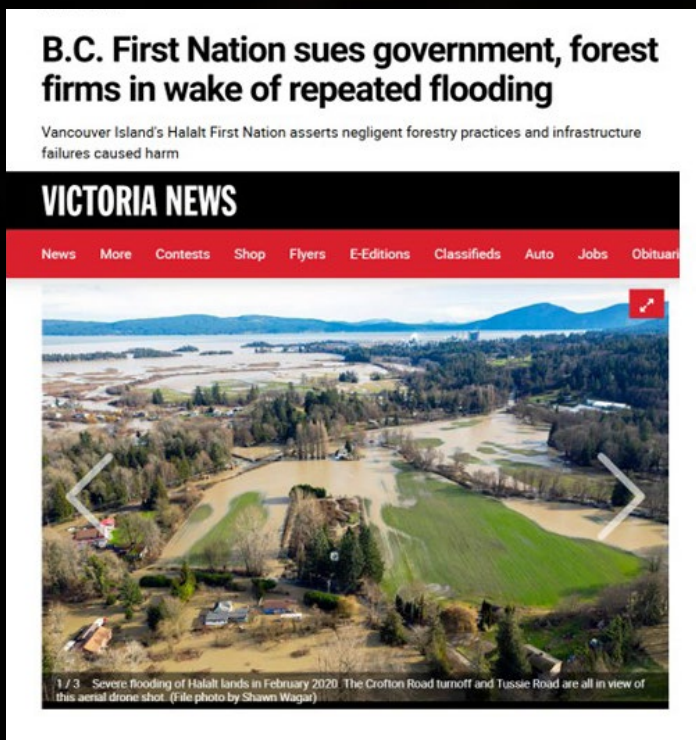 B.C. First Nation sues government, forest
firms in wake of repeated flooding
Vancouver Island's Halalt First Nation asserts negligent forestry practices and infrastructure
failures caused harm
VICTORIA NEWS
News More Contests Shop Flyers E-Editions Classifieds Auto Jobs Obituari
1 / 3 Severe flooding of Halalt lands in February 2020. The Crofton Road turnoff and Tussie Road are all in view of
this aerial drone shot. (File photo by Shawn Wagar)